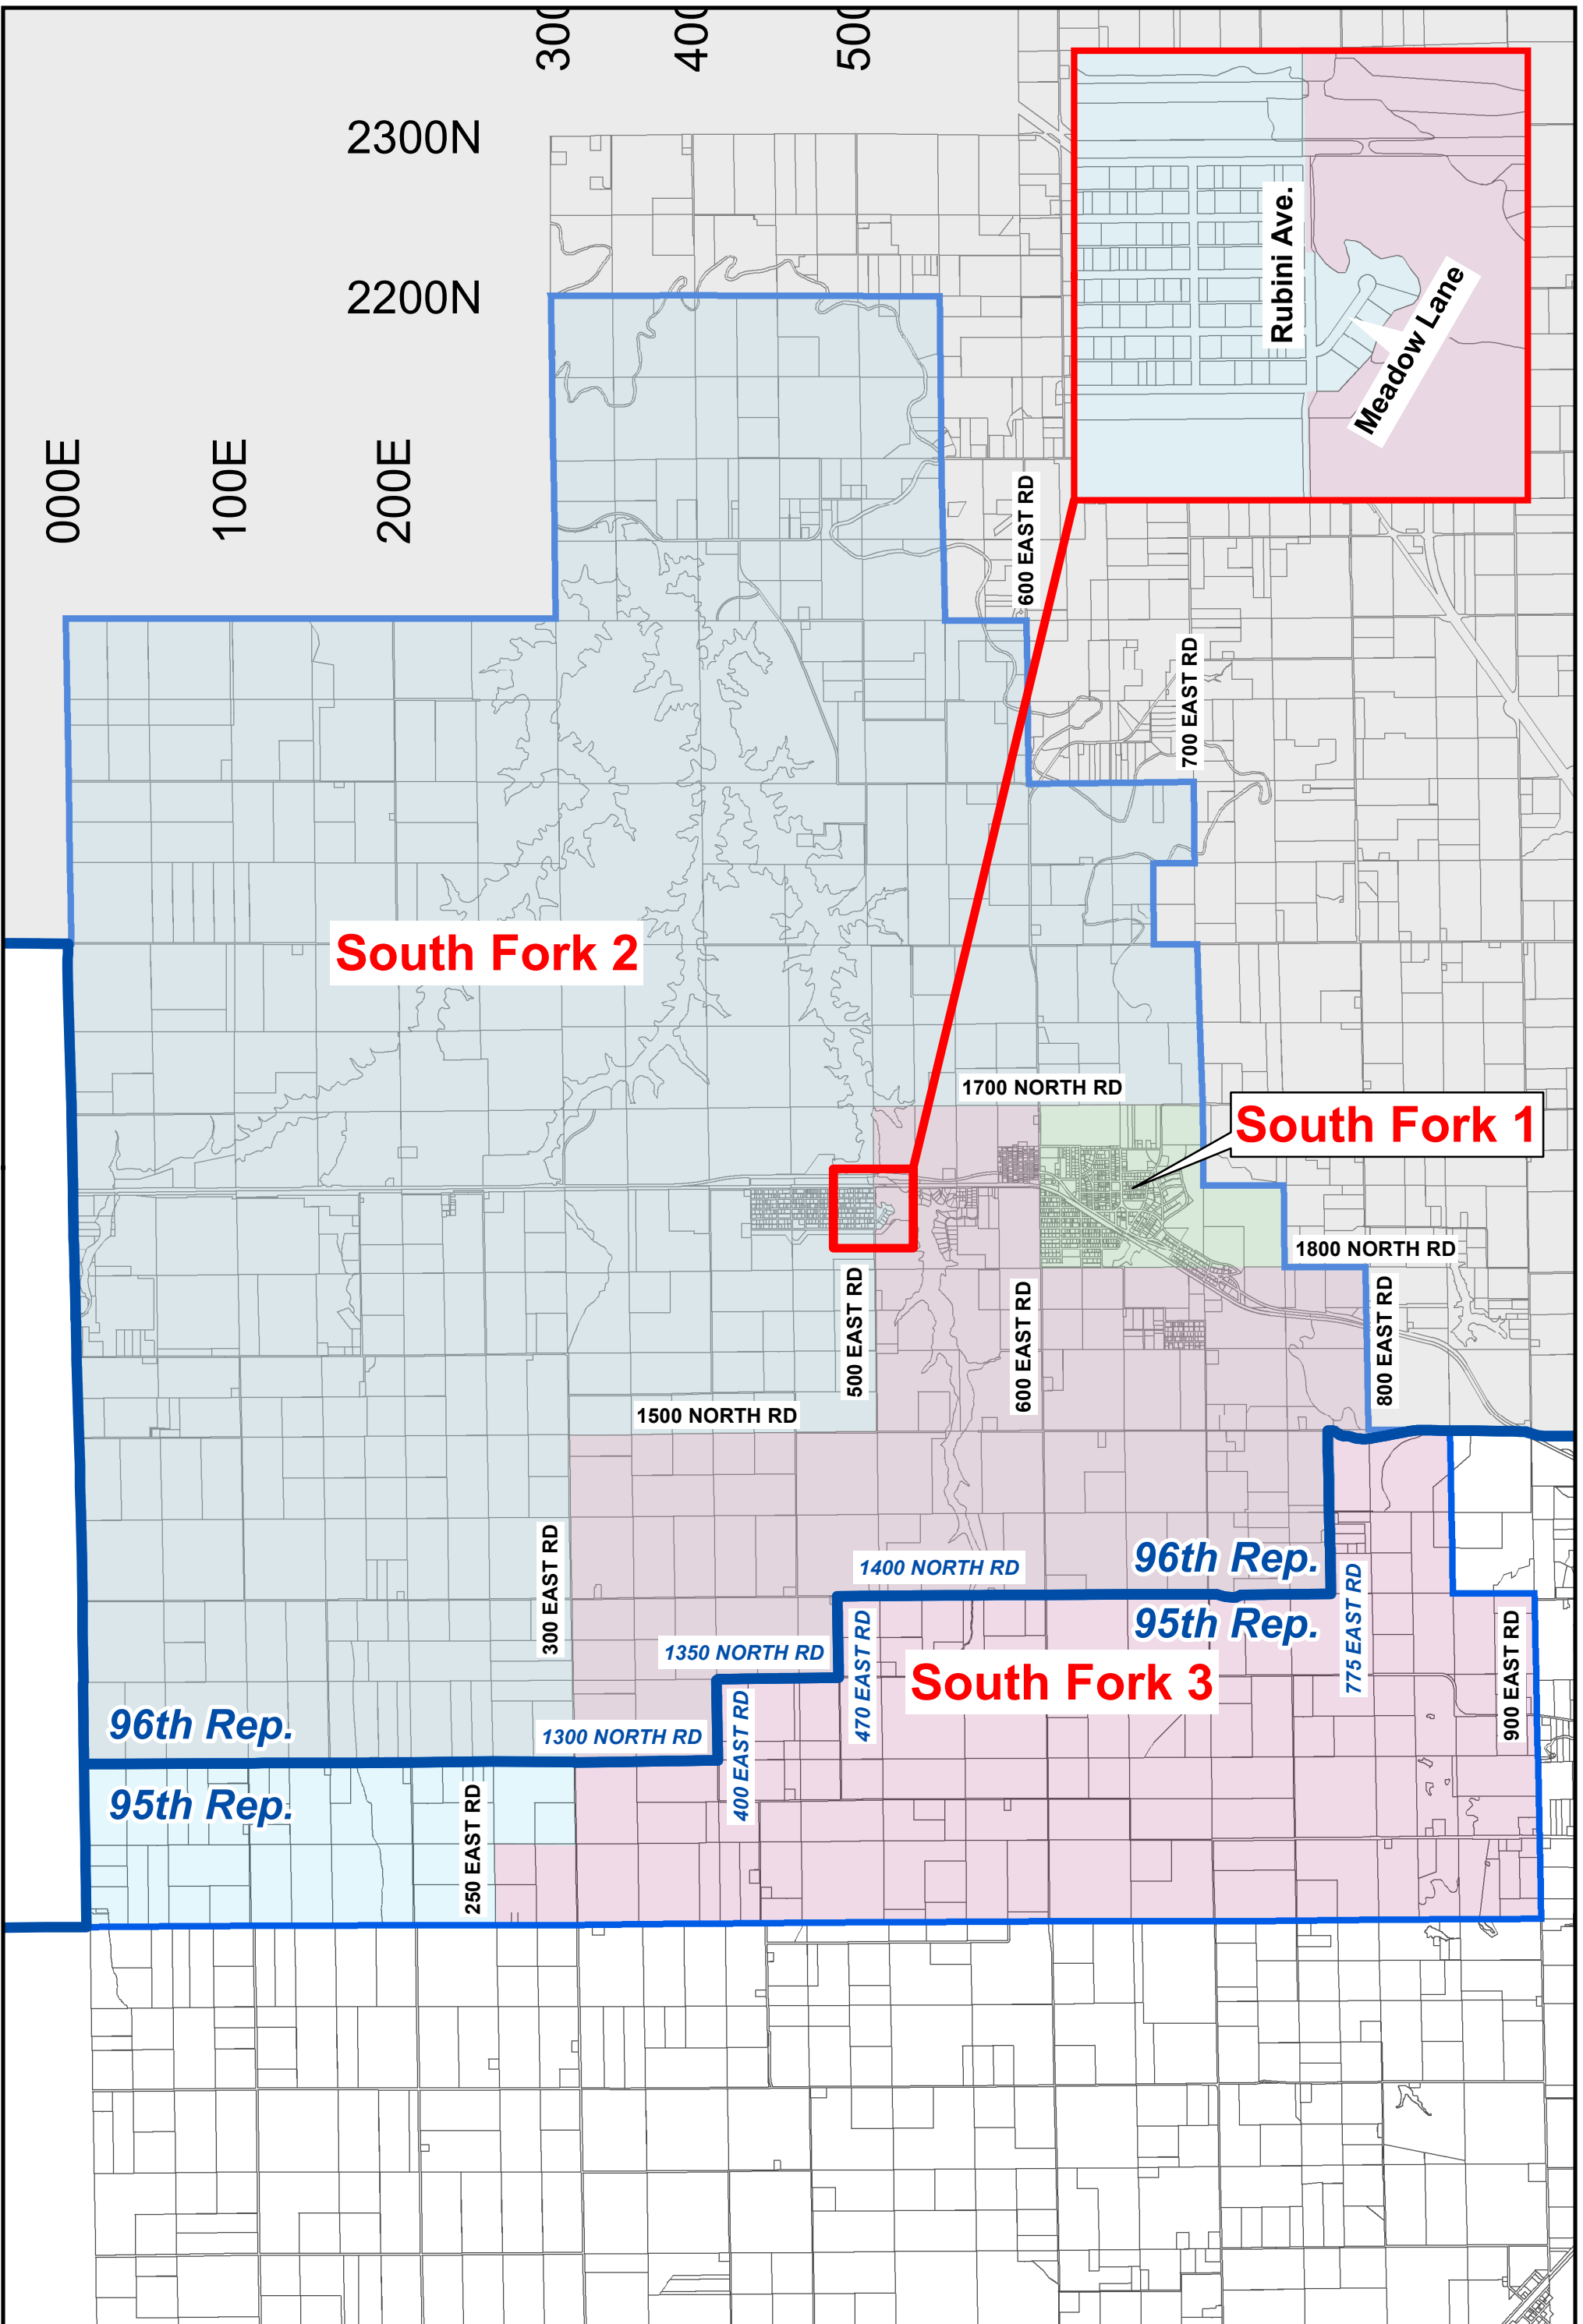 300
400
500
2300N
2200N
000E
100E
200E
Rubini Ave.
Meadow Lane
600 EAST RD
700 EAST RD
South Fork 2
1700 NORTH RD
South Fork 1
1800 NORTH RD
500 EAST RD
600 EAST RD
800 EAST RD
1500 NORTH RD
300 EAST RD
1400 NORTH RD
96th Rep.
95th Rep.
775 EAST RD
900 EAST RD
1350 NORTH RD
470 EAST RD
South Fork 3
96th Rep.
1300 NORTH RD
400 EAST RD
95th Rep.
250 EAST RD